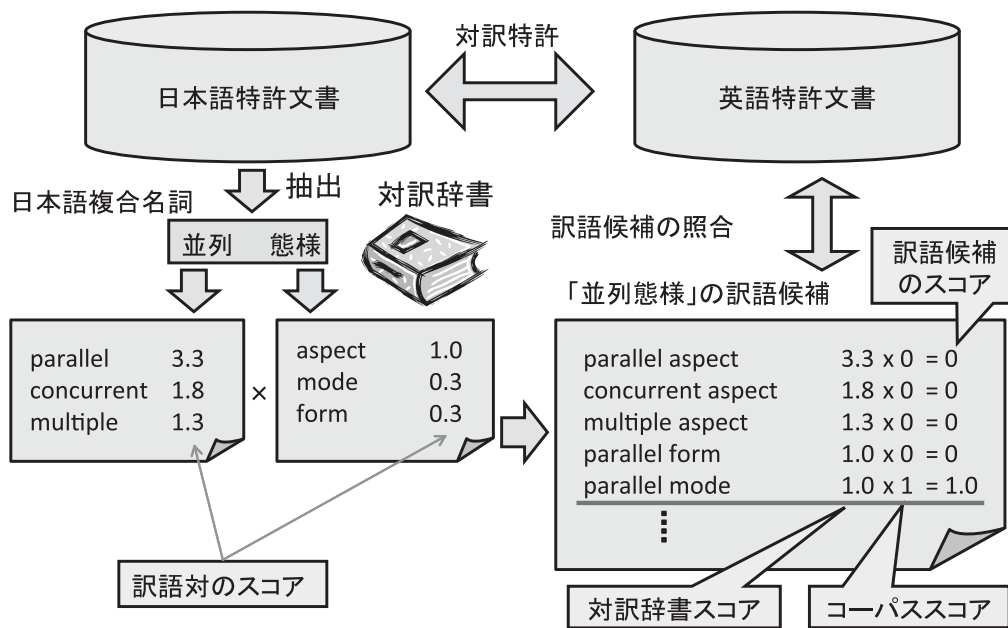 対訳特許
日本語特許文書
英語特許文書
抽出
日本語複合名詞
対訳辞書
並列 態様
訳語候補の照合
訳語候補
のスコア
「並列態様」の訳語候補
parallel 3.3
concurrent 1.8
multiple 1.3
×
aspect 1.0
mode 0.3
form 0.3
parallel aspect 3.3 x 0 = 0
concurrent aspect 1.8 x 0 = 0
multiple aspect 1.3 x 0 = 0
parallel form 1.0 x 0 = 0
parallel mode 1.0 x 1 = 1.0
訳語対のスコア
対訳辞書スコア
コーパススコア